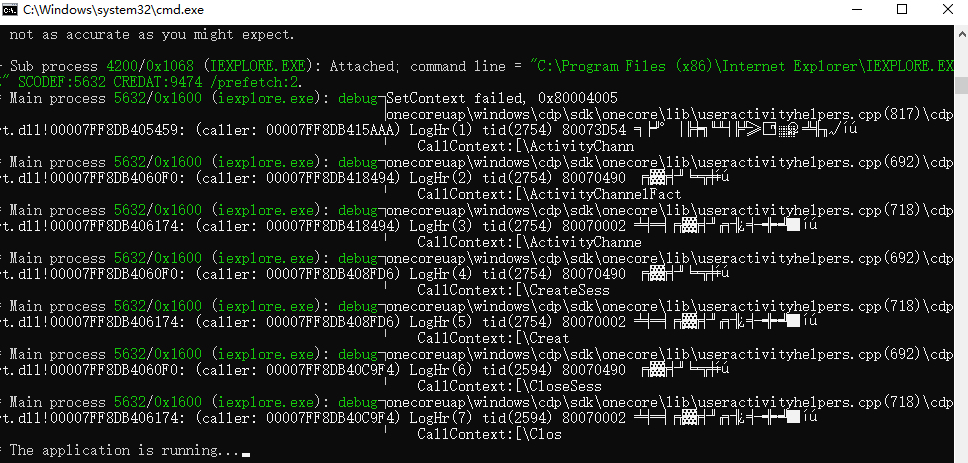 C:\Windows\system32\cmd.exe
not as accurate as you might expect.
Sub process 4200/0x1068 (IEXPLORE.EXE): Attached; command line = "C:\Program Files (x86)\Internet Explorer\IEXPLORE.EX
" SCODEF:5632 CREDAT:9474 /prefetch:2.
Main process 5632/0x1600 (iexplore.exe): debug┐SetContext failed, 0x80004005
onecoreuap\windows\cdp\sdk\onecore\lib\useractivityhelpers.cpp(817)\cdp
rt.dll!00007FF8DB405459: (caller: 00007FF8DB415AAA) LogHr(1) tid(2754) 80073D54
CallContext:[\ActivityChann
* Main process 5632/0x1600 (iexplore.exe): debug┐onecoreuap\windows\cdp\sdk\onecore\lib\useractivityhelpers.cpp(692)\cdp
rt.dll!00007FF8DB4060F0: (caller: 00007FF8DB418494) LogHr(2) tid(2754) 80070490
CallContext:[\ActivityChannelFact
* Main process 5632/0x1600 (iexplore.exe): debug┐onecoreuap\windows\cdp\sdk\onecore\lib\useractivityhelpers.cpp(718)\cdp
rt.dll!00007FF8DB406174: (caller: 00007FF8DB418494) LogHr(3) tid(2754) 80070002
CallContext:[\ActivityChanne
* Main process 5632/0x1600 (iexplore.exe): debug┐onecoreuap\windows\cdp\sdk\onecore\lib\useractivityhelpers.cpp(692)\cdp
rt.dll!00007FF8DB4060F0: (caller: 00007FF8DB408FD6) LogHr(4) tid(2754) 80070490
CallContext:[\CreateSess
* Main process 5632/0x1600 (iexplore.exe): debug┐onecoreuap\windows\cdp\sdk\onecore\lib\useractivityhelpers.cpp(718)\cdp
rt.dll!00007FF8DB406174: (caller: 00007FF8DB408FD6) LogHr(5) tid(2754) 80070002
CallContext:[\Creat
* Main process 5632/0x1600 (iexplore.exe): debug┐onecoreuap\windows\cdp\sdk\onecore\lib\useractivityhelpers.cpp(692)\cdp
rt.dll!00007FF8DB4060F0: (caller: 00007FF8DB40C9F4) LogHr(6) tid(2594) 80070490
CallContext:[\CloseSess
* Main process 5632/0x1600 (iexplore.exe): debug┐onecoreuap\windows\cdp\sdk\onecore\lib\useractivityhelpers.cpp(718)\cdp
rt.dll!00007FF8DB406174: (caller: 00007FF8DB40C9F4) LogHr(7) tid(2594) 80070002
CallContext:[\Clos
* The application is running...